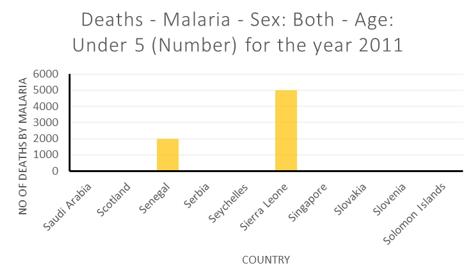 Deaths - Malaria - Sex: Both - Age:
Under 5 (Number) for the year 2011
NO OF DEATHS BY MALARIA
6000
5000
4000
3000
2000
1000
0
Saudi Arabia
Scotland
Senegal
Serbia
Seychelles
Sierra Leone
Singapore
Slovakia
Slovenia
Solomon Islands
COUNTRY